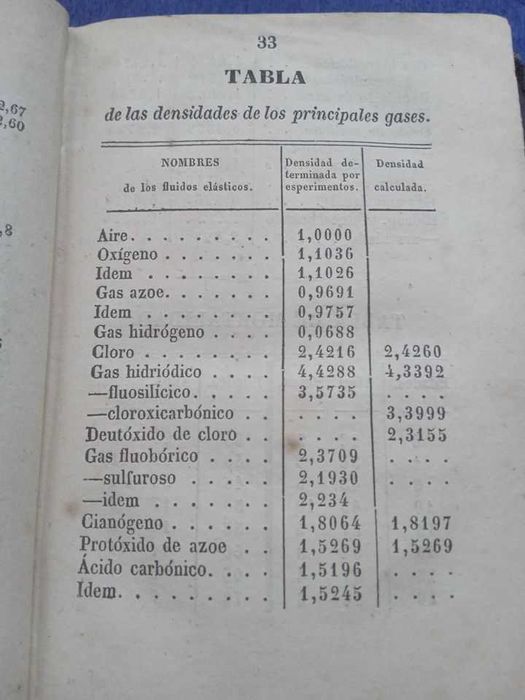 2,67
2,60
,8
33
TABLA
de las densidades de los principales gases.
NOMBRES
de los fluidos elásticos.
Densidad de-
terminada por
esperimentos.
Densidad
calculada.
Aire. . . . . . . . . 1,0000
Oxígeno . . . . . . . 1,1036
Idem . . . . . . . . 1,1026
Gas azoe. . . . . . . 0,9691
Idem . . . . . . . . 0,9757
Gas hidrógeno . . . . 0,0688
Cloro . . . . . . . . 2,4216 2,4260
Gas hidriódico . . . . 4,4288 4,3392
—fluosilícico. . . . . 3,5735 . . . .
—cloroxicarbónico . . . . . . 3,3999
Deutóxido de cloro . . . . . . 2,3155
Gas fluobórico . . . . 2,3709 . . . .
—sulfuroso . . . . . 2,1930 . . . .
—idem . . . . . . . 2,234 . . . .
Cianógeno . . . . . . 1,8064 1,8197
Protóxido de azoe . . 1,5269 1,5269
Ácido carbónico. . . . 1,5196 . . . .
Idem. . . . . . . . . 1,5245 . . . .